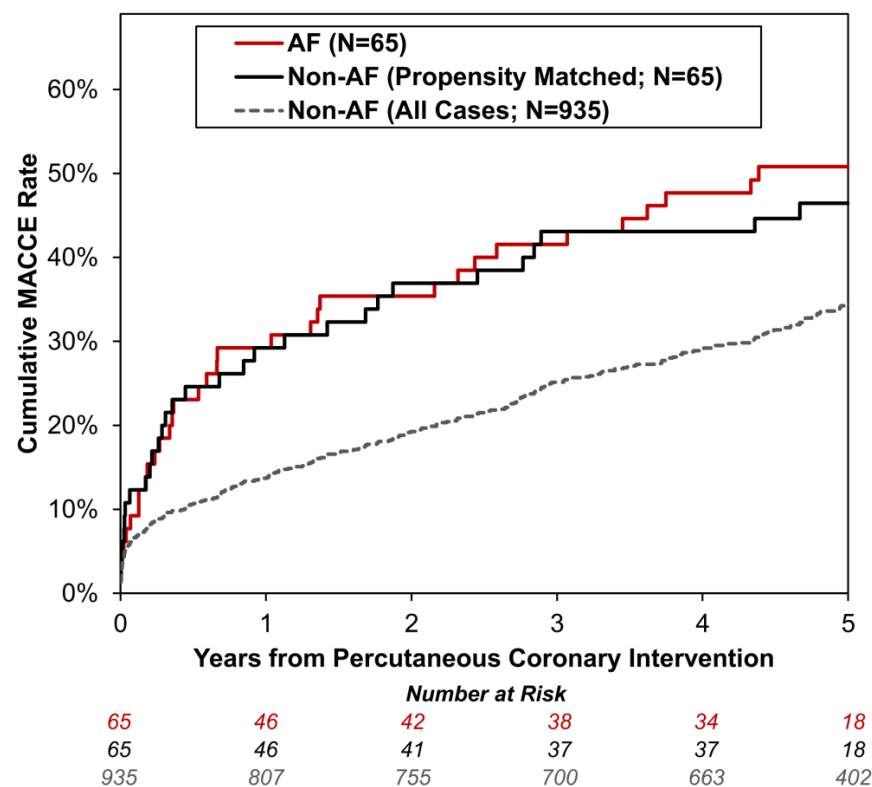 AF (N=65)
Non-AF (Propensity Matched; N=65)
Non-AF (All Cases; N=935)
Cumulative MACCE Rate
60%
50%
40%
30%
20%
10%
0%
0 1 2 3 4 5
Years from Percutaneous Coronary Intervention
Number at Risk
65 46 42 38 34 18
65 46 41 37 37 18
935 807 755 700 663 402